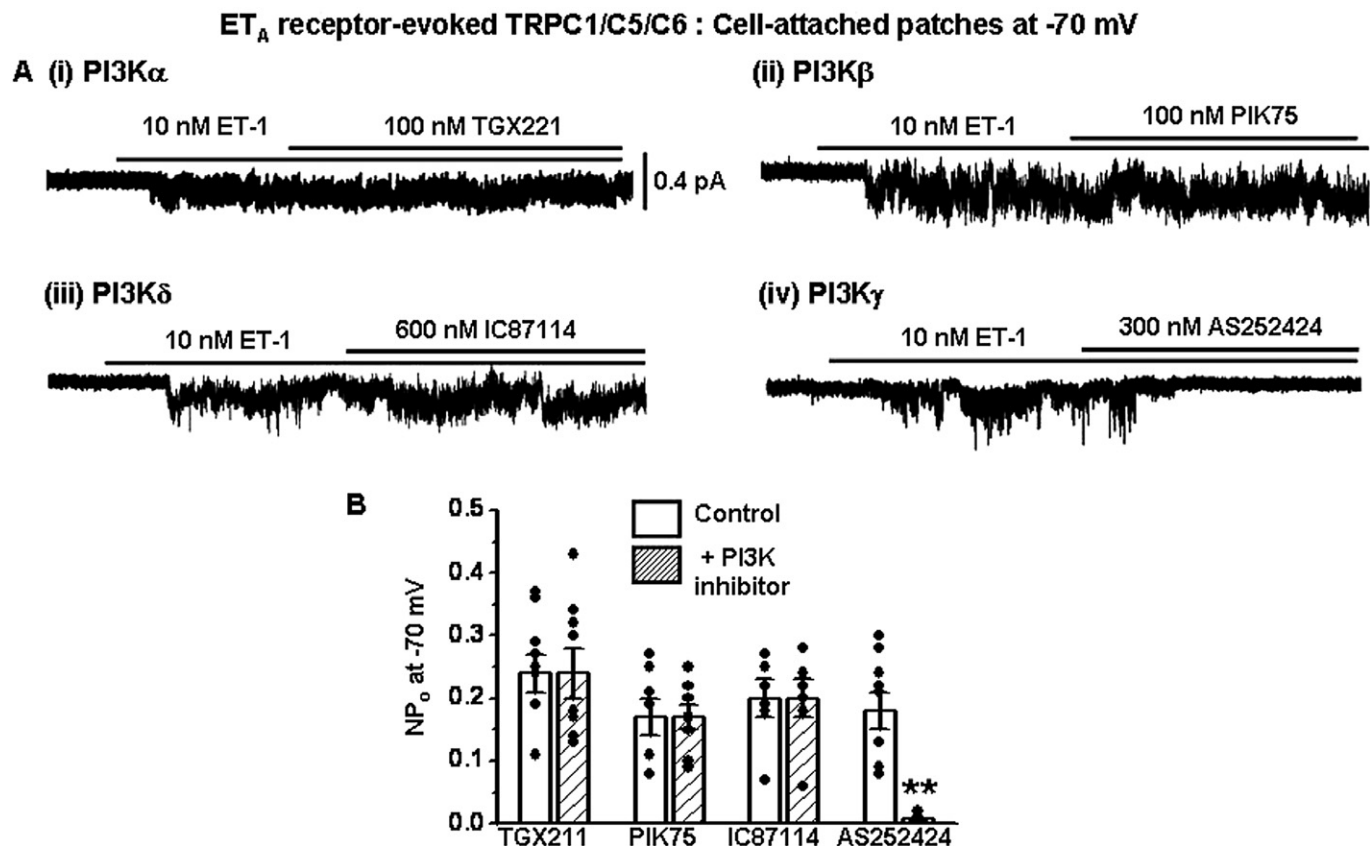 ET_A receptor-evoked TRPC1/C5/C6 : Cell-attached patches at -70 mV
A (i) PI3Kα
10 nM ET-1
100 nM TGX221
0.4 pA
(ii) PI3Kβ
10 nM ET-1
100 nM PIK75
(iii) PI3Kδ
10 nM ET-1
600 nM IC87114
(iv) PI3Kγ
10 nM ET-1
300 nM AS252424
B
NP_o at -70 mV
0.5
0.4
0.3
0.2
0.1
0.0
Control
+ PI3K
inhibitor
**
TGX211 PIK75 IC87114 AS252424